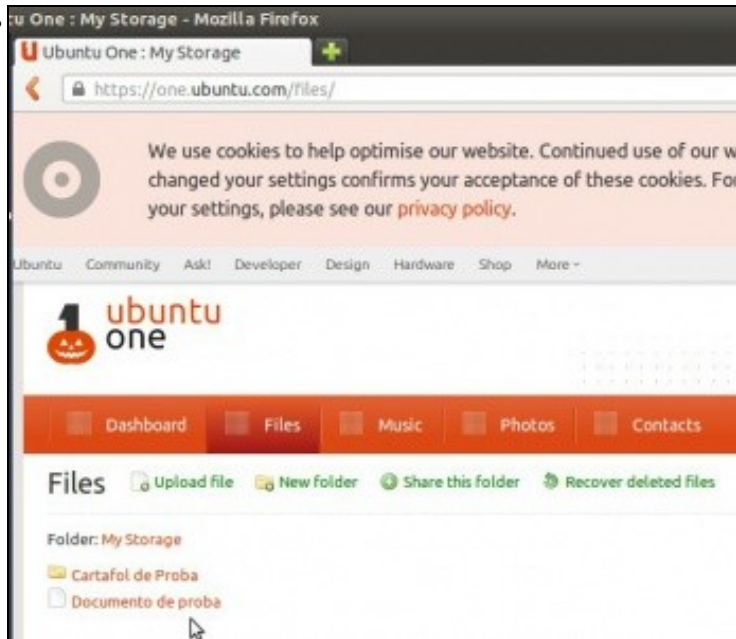 u One : My Storage - Mozilla Firefox
Ubuntu One : My Storage
https://one.ubuntu.com/files/
We use cookies to help optimise our website. Continued use of our w
changed your settings confirms your acceptance of these cookies. For
your settings, please see our privacy policy.
Ubuntu Community Ask! Developer Design Hardware Shop More
ubuntu
one
Dashboard Files Music Photos Contacts
Files Upload file New folder Share this folder Recover deleted files
Folder: My Storage
Cartafol de Proba
Documento de proba